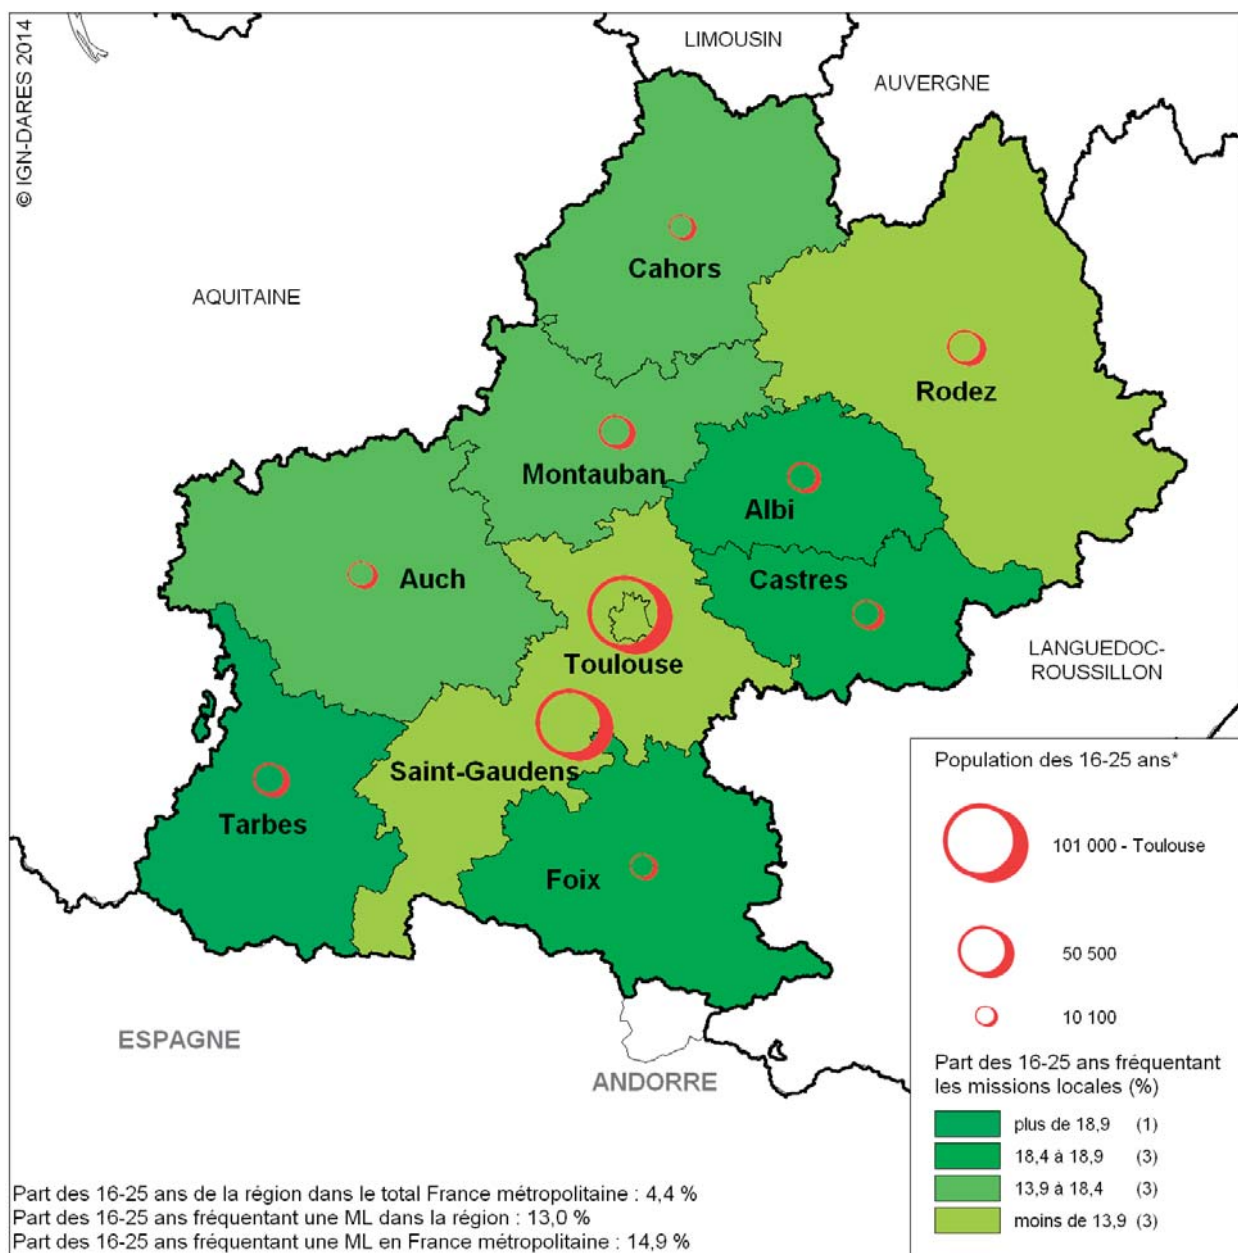 © IGN-DARES 2014
LIMOUSIN
AUVERGNE
AQUITAINE
Cahors
Rodez
Montauban
Albi
Auch
Castres
Toulouse
LANGUEDOC-
ROUSSILLON
Saint-Gaudens
Tarbes
Foix
ESPAGNE
ANDORRE
Population des 16-25 ans*
101 000 - Toulouse
50 500
10 100
Part des 16-25 ans fréquentant
les missions locales (%)
plus de 18,9 (1)
18,4 à 18,9 (3)
13,9 à 18,4 (3)
moins de 13,9 (3)
Part des 16-25 ans de la région dans le total France métropolitaine : 4,4 %
Part des 16-25 ans fréquentant une ML dans la région : 13,0 %
Part des 16-25 ans fréquentant une ML en France métropolitaine : 14,9 %